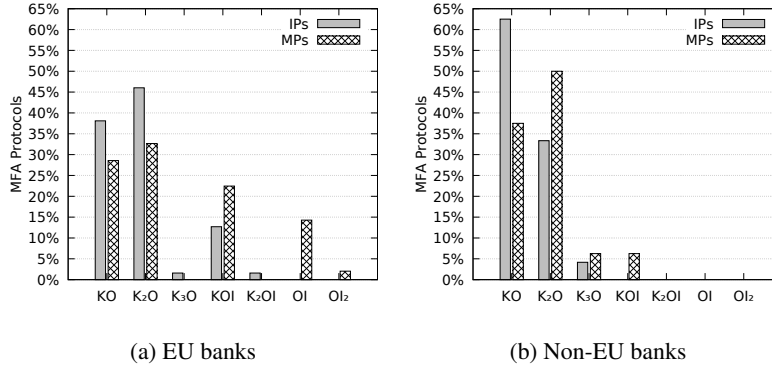 65%
60%
55%
50%
45%
40%
35%
30%
25%
20%
15%
10%
5%
0%
MFA Protocols
IPs
MPs
KO K₂O K₃O KOI K₂OI OI OI₂
(a) EU banks
65%
60%
55%
50%
45%
40%
35%
30%
25%
20%
15%
10%
5%
0%
MFA Protocols
IPs
MPs
KO K₂O K₃O KOI K₂OI OI OI₂
(b) Non-EU banks